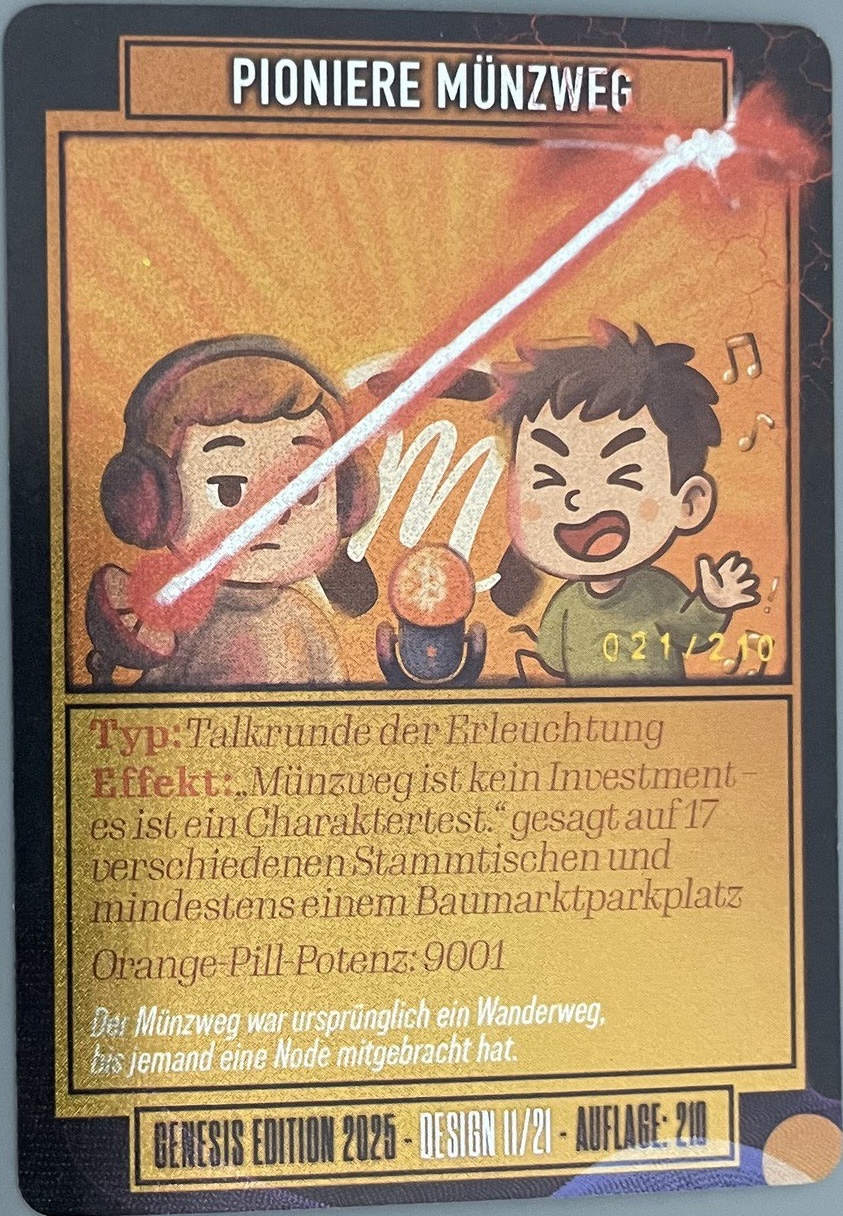 PIONIERE MÜNZWEG
m
021/210
Typ: Talkrunde der Erleuchtung
Effekt: „Münzweg ist kein Investment –
es ist ein Charaktertest.“ gesagt auf 17
verschiedenen Stammtischen und
mindestens einem Baumarktparkplatz
Orange-Pill-Potenz: 9001
Der Münzweg war ursprünglich ein Wanderweg,
bis jemand eine Node mitgebracht hat.
GENESIS EDITION 2025 - DESIGN 11/21 - AUFLAGE: 210